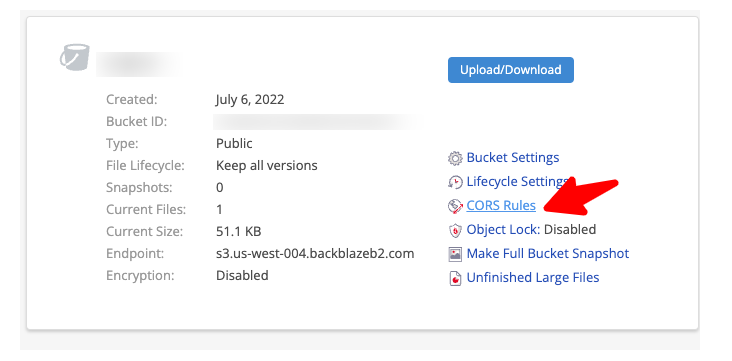 Upload/Download
Created: July 6, 2022
Bucket ID:
Type: Public
File Lifecycle: Keep all versions
Snapshots: 0
Current Files: 1
Current Size: 51.1 KB
Endpoint: s3.us-west-004.backblazeb2.com
Encryption: Disabled
Bucket Settings
Lifecycle Settings
CORS Rules
Object Lock: Disabled
Make Full Bucket Snapshot
Unfinished Large Files